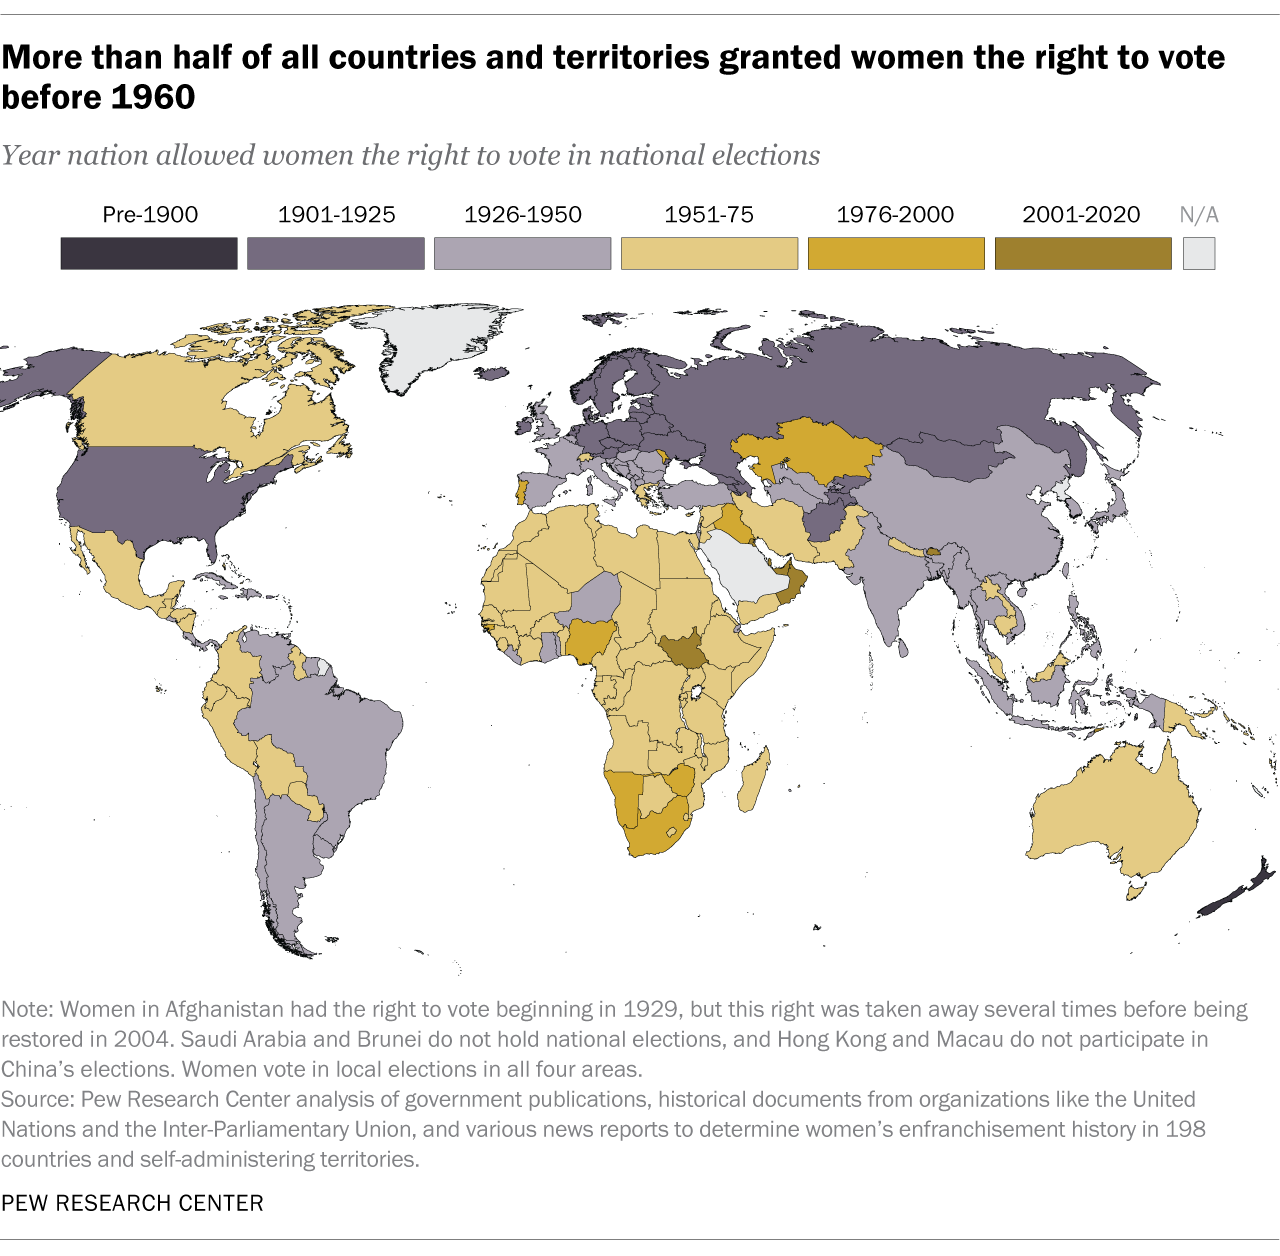 More than half of all countries and territories granted women the right to vote
before 1960
Year nation allowed women the right to vote in national elections
Pre-1900 1901-1925 1926-1950 1951-75 1976-2000 2001-2020 N/A
Note: Women in Afghanistan had the right to vote beginning in 1929, but this right was taken away several times before being
restored in 2004. Saudi Arabia and Brunei do not hold national elections, and Hong Kong and Macau do not participate in
China’s elections. Women vote in local elections in all four areas.
Source: Pew Research Center analysis of government publications, historical documents from organizations like the United
Nations and the Inter-Parliamentary Union, and various news reports to determine women’s enfranchisement history in 198
countries and self-administering territories.
PEW RESEARCH CENTER